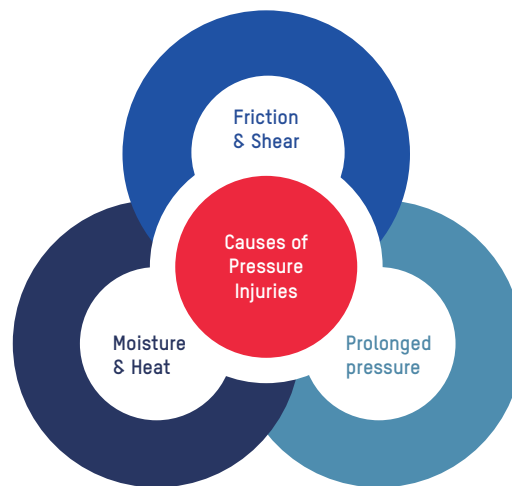 Friction
& Shear
Causes of
Pressure
Injuries
Moisture
& Heat
Prolonged
pressure